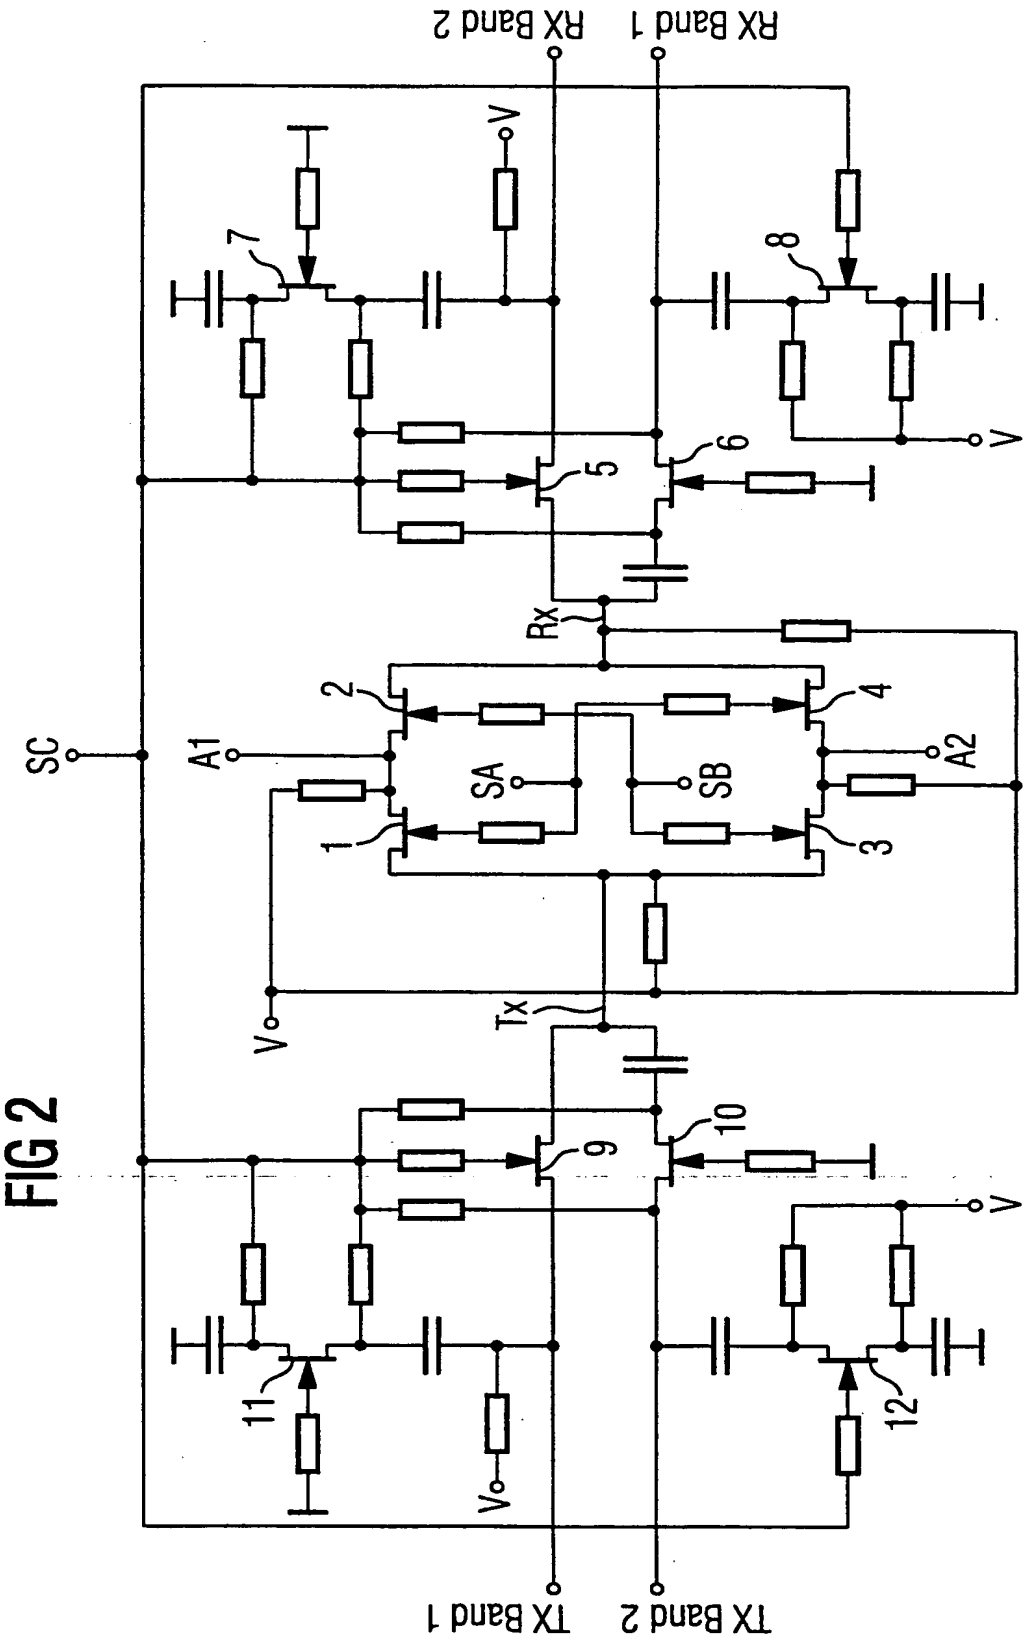 FIG 2
SC
A1
11
7
V
1
2
TX Band 1
V
Tx
SA
Rx
V
RX Band 2
9
5
TX Band 2
10
SB
6
RX Band 1
12
3
4
8
V
A2
V